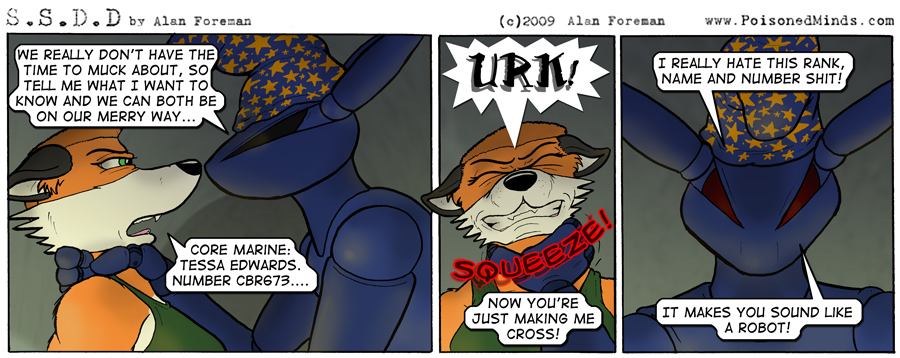 S.S.D.D by Alan Foreman (c)2009 Alan Foreman www.PoisonedMinds.com
WE REALLY DON'T HAVE THE
TIME TO MUCK ABOUT, SO
TELL ME WHAT I WANT TO
KNOW AND WE CAN BOTH BE
ON OUR MERRY WAY...
CORE MARINE:
TESSA EDWARDS.
NUMBER CBRG73....
URK!
SQUEEZE!
NOW YOU'RE
JUST MAKING ME
CROSS!
I REALLY HATE THIS RANK,
NAME AND NUMBER SHIT!
IT MAKES YOU SOUND LIKE
A ROBOT!